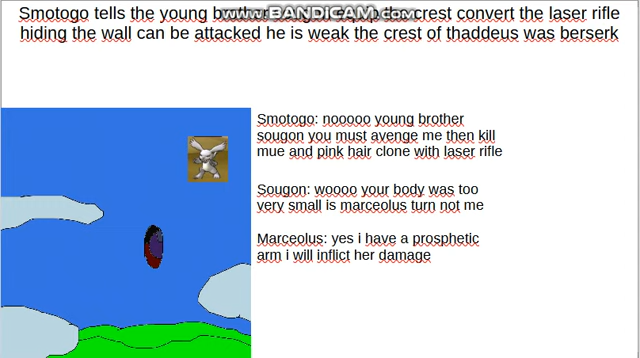 Smotogo tells the young brother crest convert the laser rifle
www.BANDICAM.com
hiding the wall can be attacked he is weak the crest of thaddeus was berserk
Smotogo: nooooo young brother
sougon you must avenge me then kill
mue and pink hair clone with laser rifle
Sougon: woooo your body was too
very small is marceolus turn not me
Marceolus: yes i have a prosphetic
arm i will inflict her damage